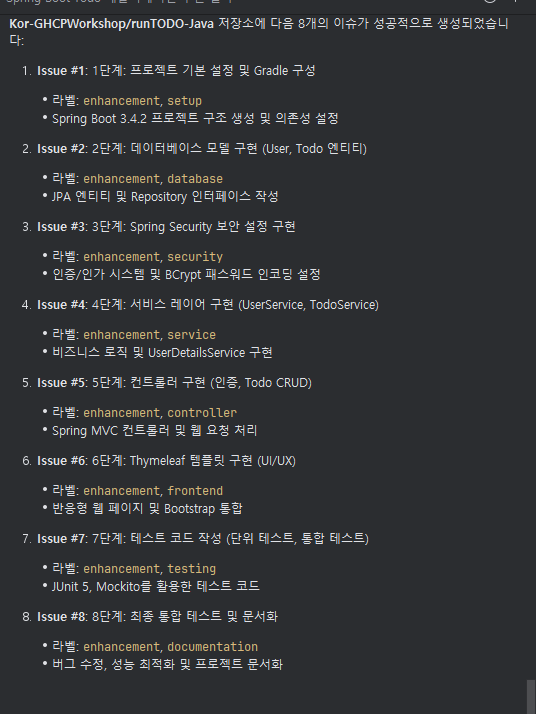 Kor-GHCPWorkshop/runTODO-Java 저장소에 다음 8개의 이슈가 성공적으로 생성되었습니
다:
1. Issue #1: 1단계: 프로젝트 기본 설정 및 Gradle 구성
• 라벨: enhancement, setup
• Spring Boot 3.4.2 프로젝트 구조 생성 및 의존성 설정
2. Issue #2: 2단계: 데이터베이스 모델 구현 (User, Todo 엔티티)
• 라벨: enhancement, database
• JPA 엔티티 및 Repository 인터페이스 작성
3. Issue #3: 3단계: Spring Security 보안 설정 구현
• 라벨: enhancement, security
• 인증/인가 시스템 및 BCrypt 패스워드 인코딩 설정
4. Issue #4: 4단계: 서비스 레이어 구현 (UserService, TodoService)
• 라벨: enhancement, service
• 비즈니스 로직 및 UserDetailsService 구현
5. Issue #5: 5단계: 컨트롤러 구현 (인증, Todo CRUD)
• 라벨: enhancement, controller
• Spring MVC 컨트롤러 및 웹 요청 처리
6. Issue #6: 6단계: Thymeleaf 템플릿 구현 (UI/UX)
• 라벨: enhancement, frontend
• 반응형 웹 페이지 및 Bootstrap 통합
7. Issue #7: 7단계: 테스트 코드 작성 (단위 테스트, 통합 테스트)
• 라벨: enhancement, testing
• JUnit 5, Mockito를 활용한 테스트 코드
8. Issue #8: 8단계: 최종 통합 테스트 및 문서화
• 라벨: enhancement, documentation
• 버그 수정, 성능 최적화 및 프로젝트 문서화